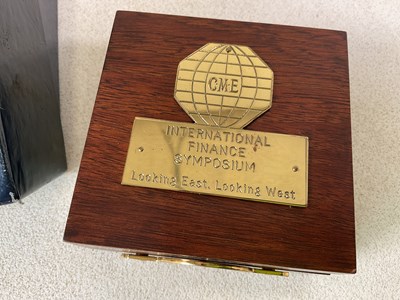 CME
INTERNATIONAL
FINANCE
SYMPOSIUM
Looking East, Looking West